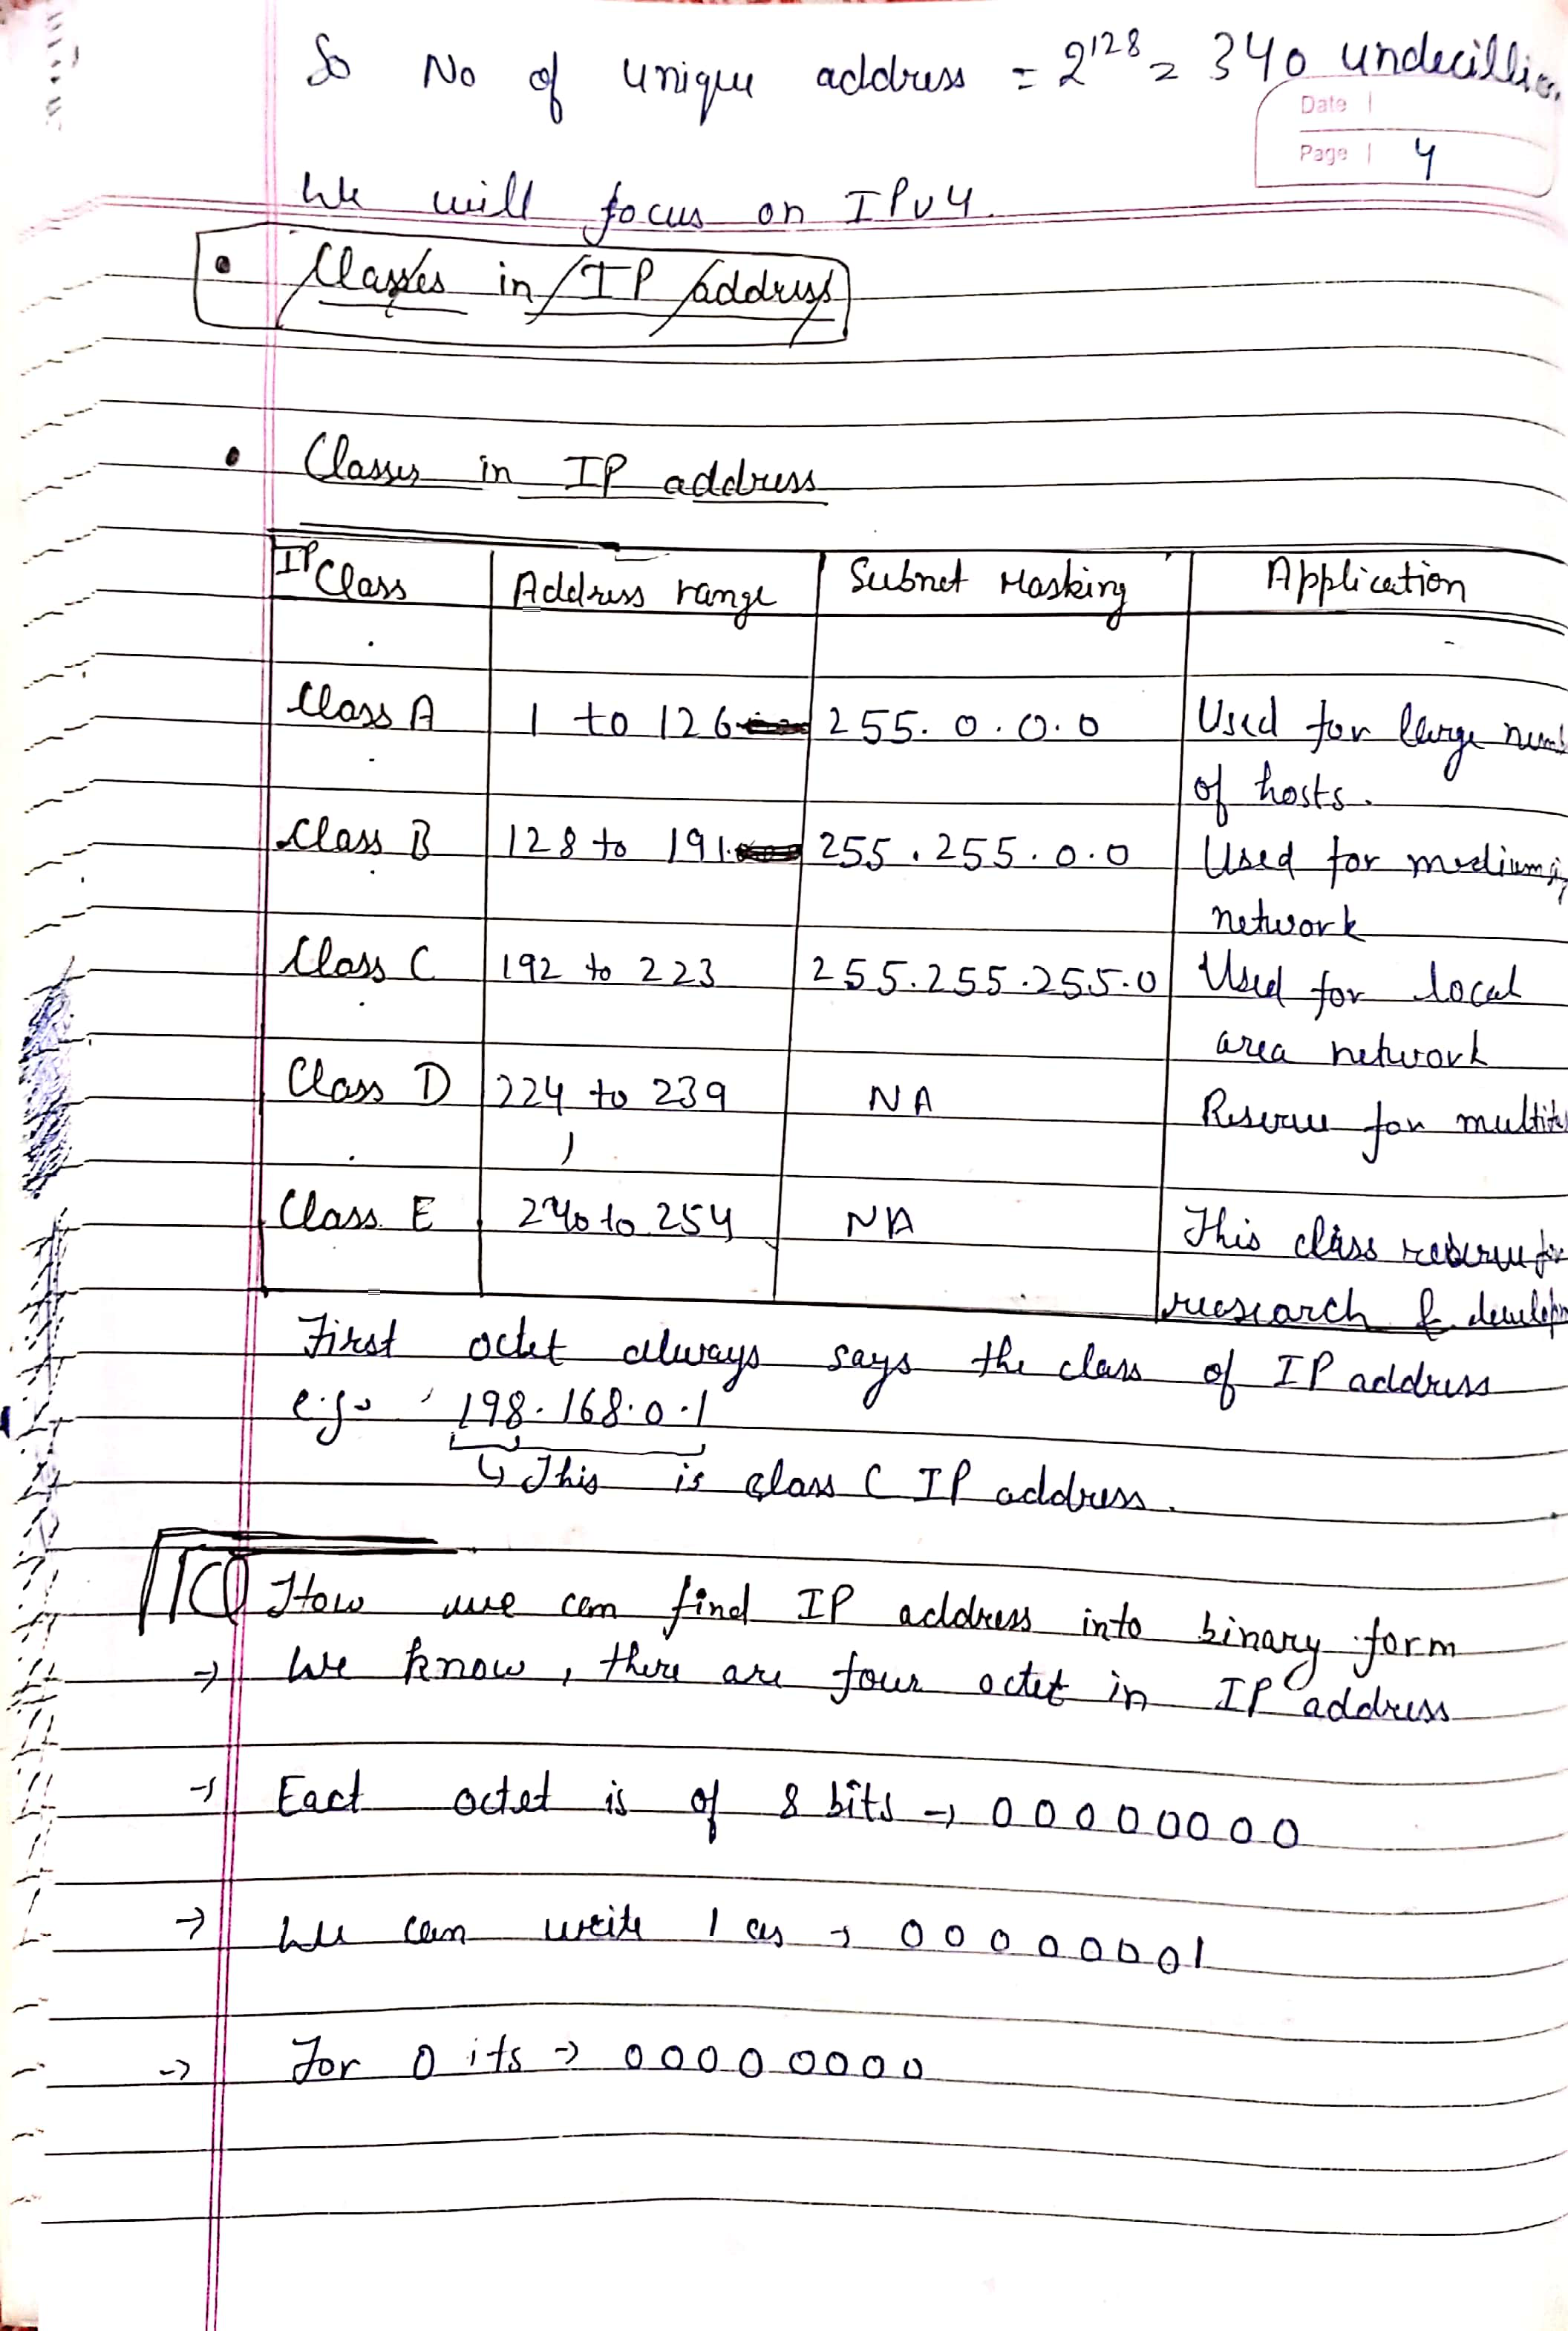 So No of unique address = 2^128 = 340 undecillion
Date
Page 4
We will focus on IPv4.
• Classes in IP address
• Classes in IP address
IP Class | Address range | Subnet Masking | Application
Class A | 1 to 126 | 255.0.0.0 | Used for large numb
of hosts.
Class B | 128 to 191 | 255.255.0.0 | Used for medium
network
Class C | 192 to 223 | 255.255.255.0 | Used for local
area network
Class D | 224 to 239 | NA | Reserve for
Class E | 240 to 254 | NA | This class reserve for
research & developm
First octet always says the class of IP address
e.g. 198.168.0.1
↳ This is class C IP address.
Q How we can find IP address into binary form
→ We know, there are four octet in IP address
→ Eact octet is of 8 bits → 00000000
→ We can write 1 as → 00000001
→ For 0 its → 00000000